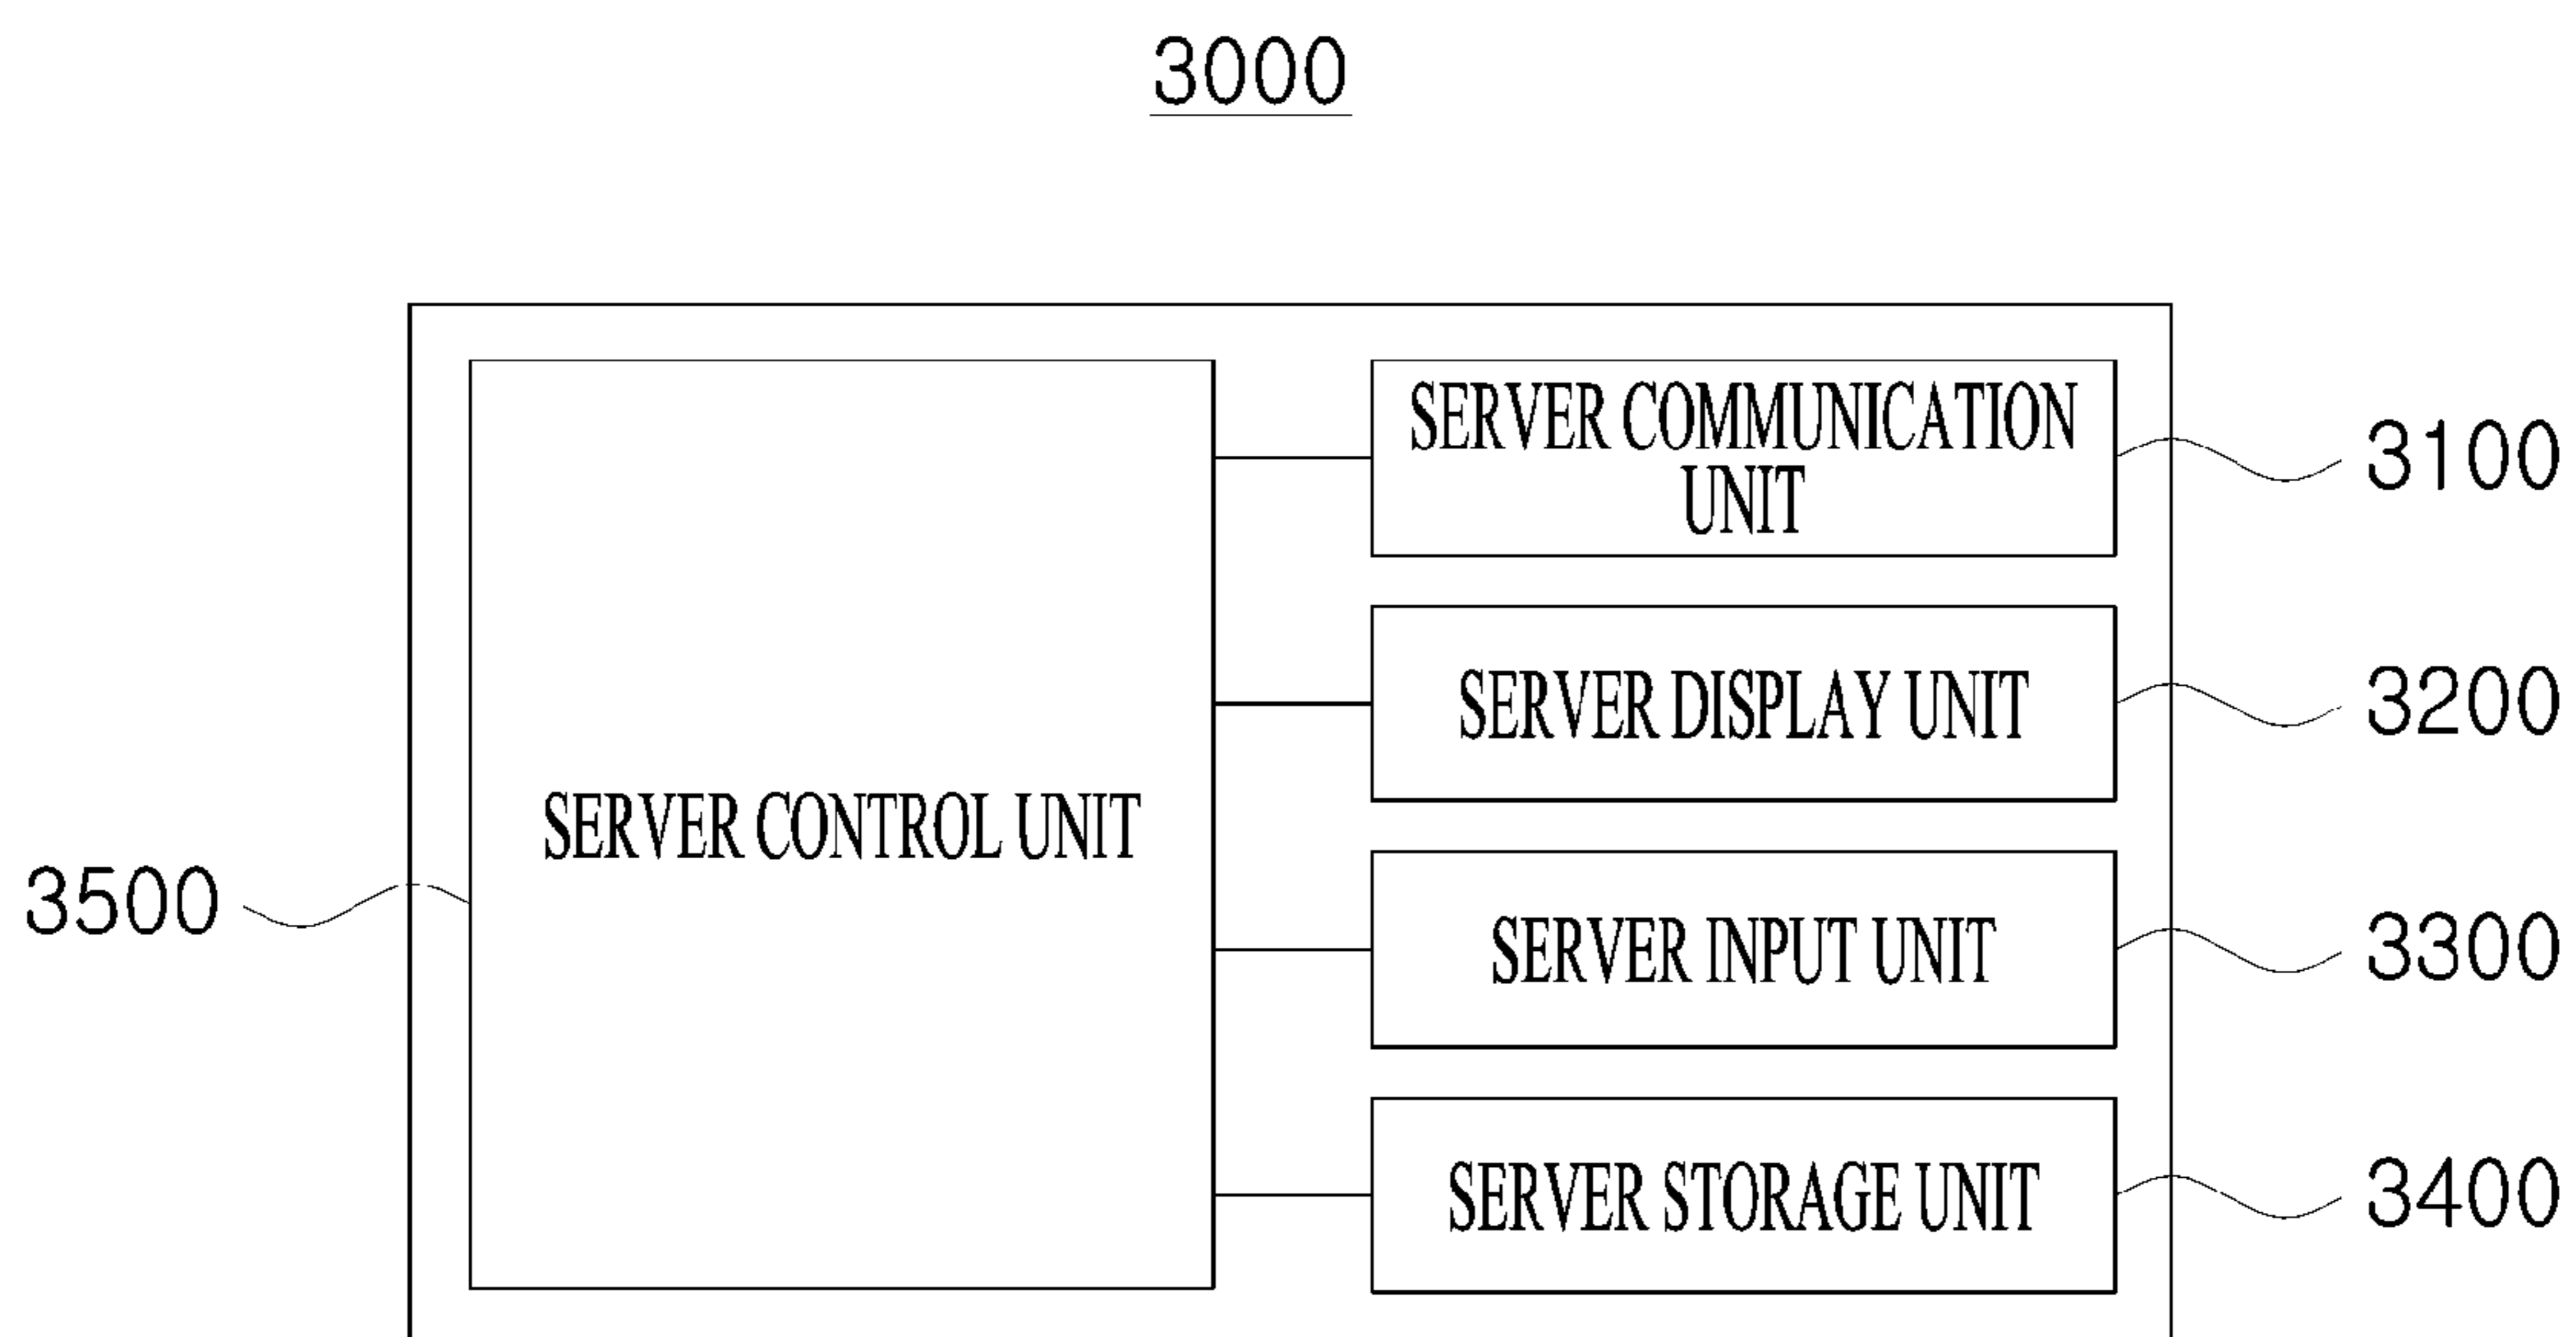 3000
SERVER COMMUNICATION
UNIT
3100
SERVER DISPLAY UNIT
3200
SERVER CONTROL UNIT
3500
SERVER INPUT UNIT
3300
SERVER STORAGE UNIT
3400